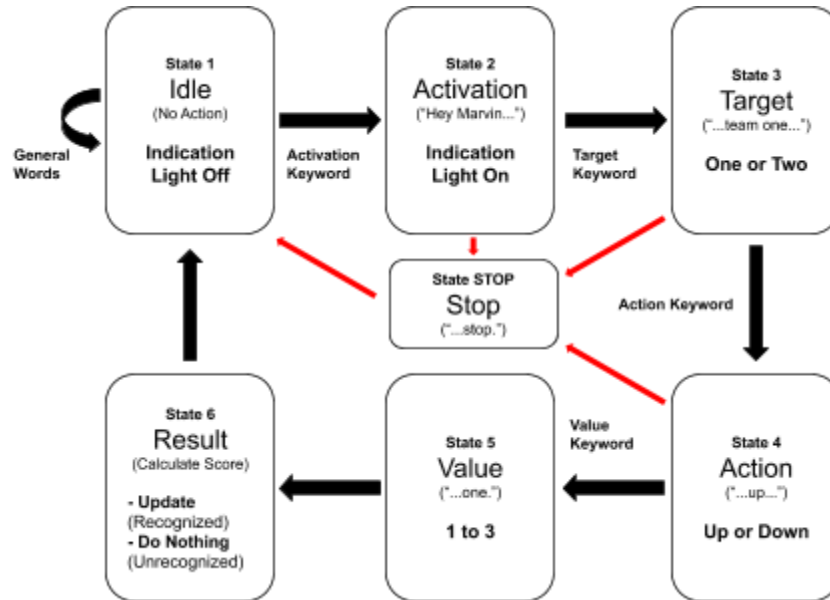 State 1
Idle
(No Action)
Indication
Light Off
General
Words
Activation
Keyword
State 2
Activation
("Hey Marvin...")
Indication
Light On
Target
Keyword
State 3
Target
("...team one...")
One or Two
State STOP
Stop
("...stop.")
Action Keyword
State 4
Action
("...up...")
Up or Down
Value
Keyword
State 5
Value
("...one.")
1 to 3
State 6
Result
(Calculate Score)
- Update
(Recognized)
- Do Nothing
(Unrecognized)